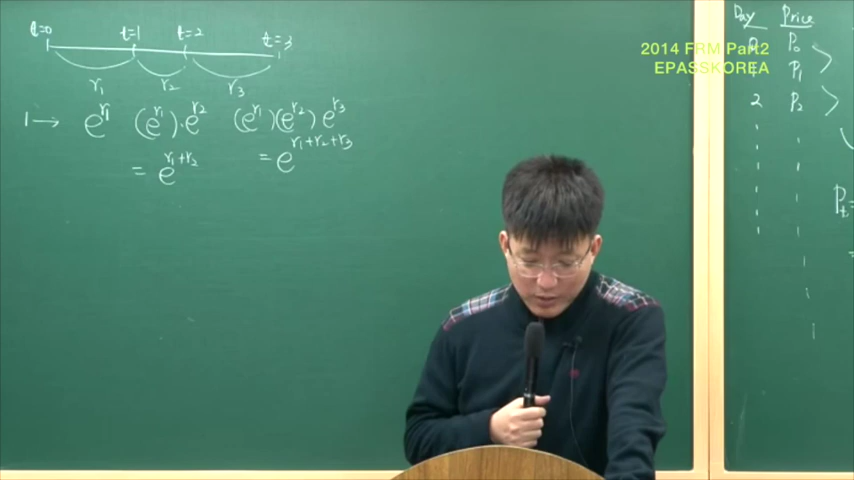 t=0 t=1 t=2 t=3
r₁ r₂ r₃
1 → e^r₁ (e^r₁)·e^r₂ (e^r₁)(e^r₂)e^r₃
= e^r₁+r₂ = e^r₁+r₂+r₃
2014 FRM Part2
EPASSKOREA
Day Price
0 P₀
1 P₁
2 P₂
Pₜ=
=